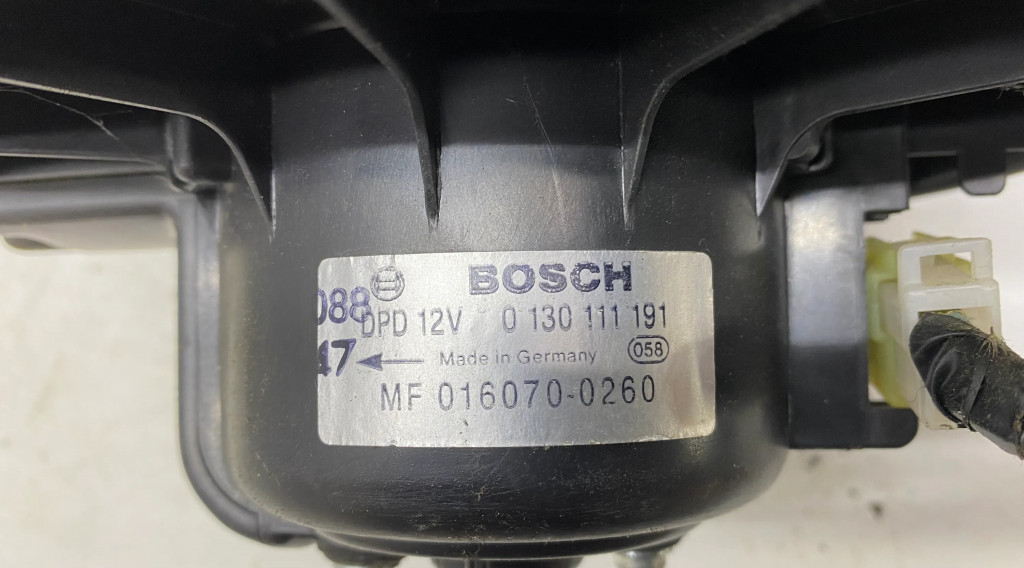 BOSCH
088
DPD 12V 0 130 111 191
47 Made in Germany 058
MF 016070-0260